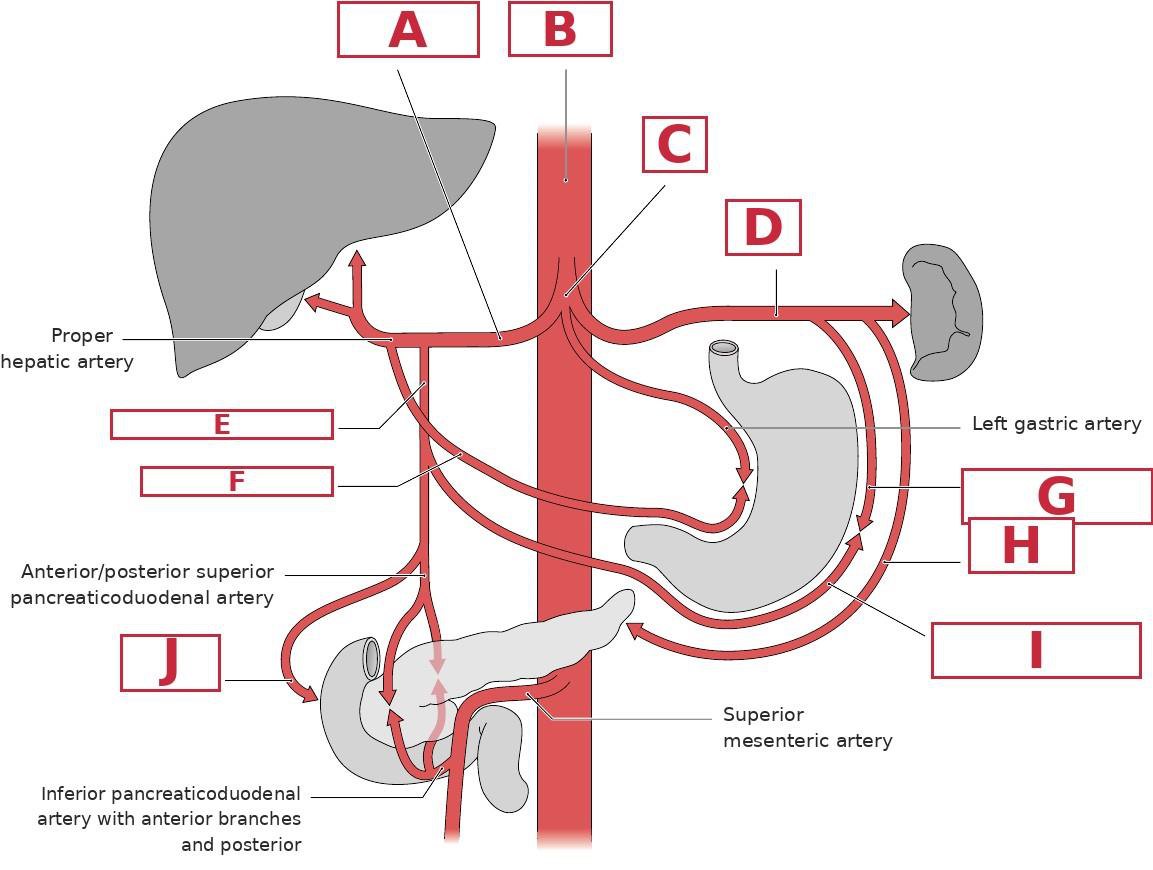 A
B
C
D
Proper
hepatic artery
E
Left gastric artery
F
G
H
Anterior/posterior superior
pancreaticoduodenal artery
I
J
Superior
mesenteric artery
Inferior pancreaticoduodenal
artery with anterior branches
and posterior